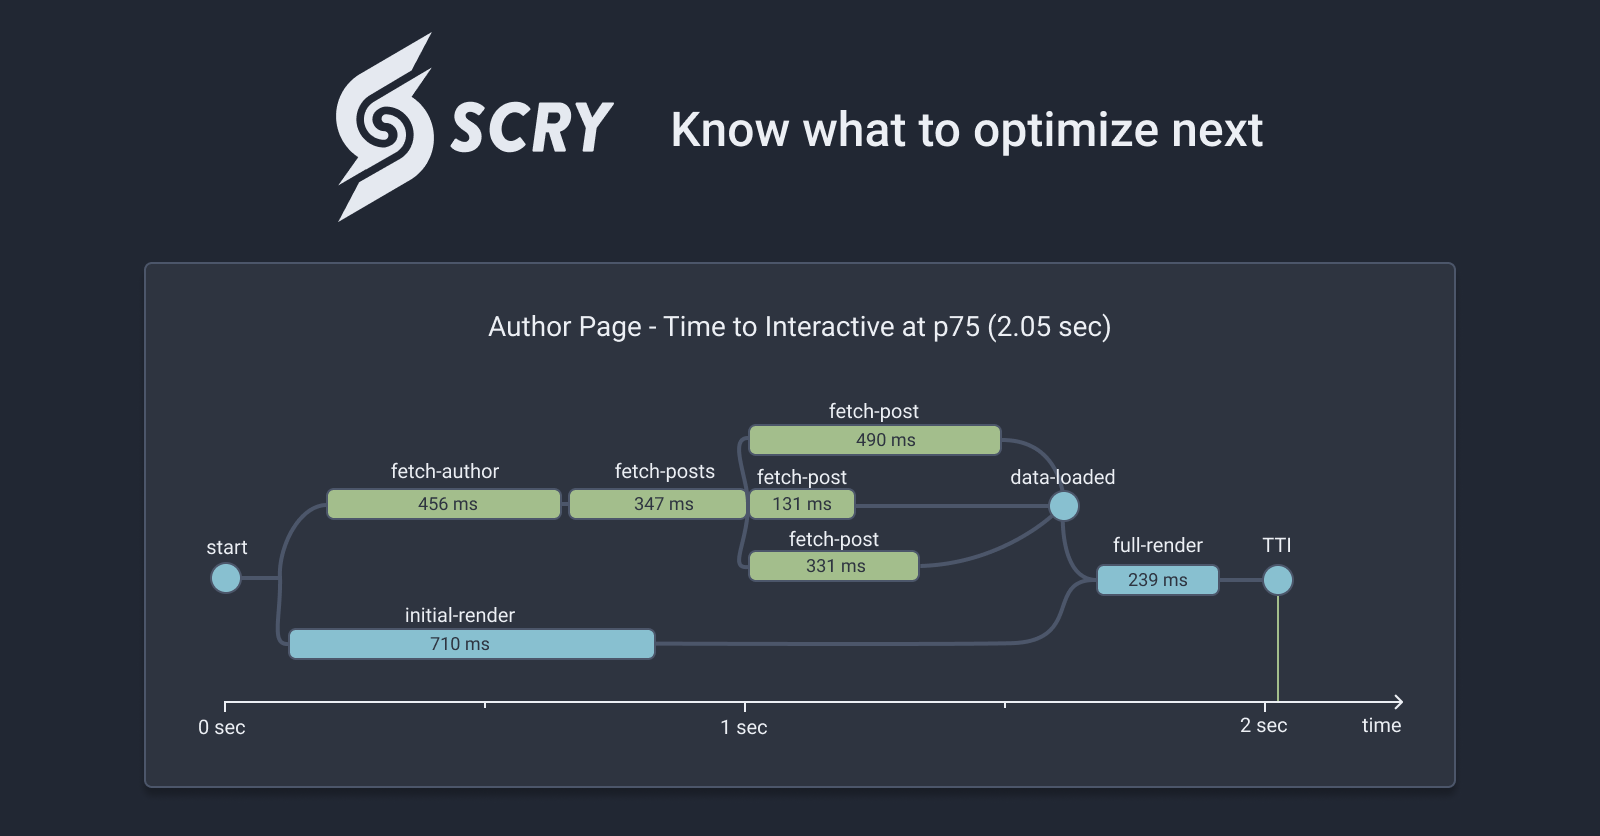 SCRY
Know what to optimize next
Author Page - Time to Interactive at p75 (2.05 sec)
fetch-post
490 ms
fetch-author
456 ms
fetch-posts
347 ms
fetch-post
131 ms
data-loaded
fetch-post
331 ms
start
full-render
239 ms
TTI
initial-render
710 ms
0 sec
1 sec
2 sec
time